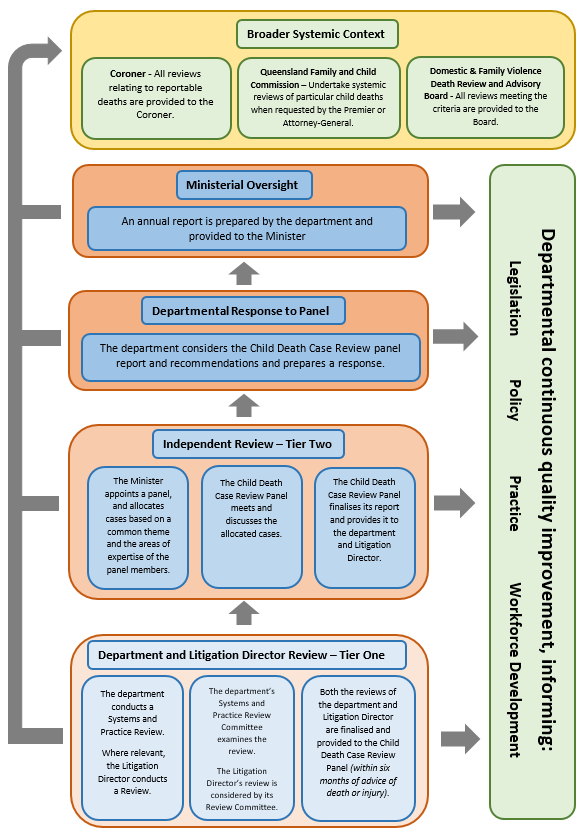 Broader Systemic Context
Coroner - All reviews
relating to reportable
deaths are provided to the
Coroner.
Queensland Family and Child
Commission – Undertake systemic
reviews of particular child deaths
when requested by the Premier or
Attorney-General.
Domestic & Family Violence
Death Review and Advisory
Board - All reviews meeting the
criteria are provided to the
Board.
Ministerial Oversight
An annual report is prepared by the department and
provided to the Minister
Departmental Response to Panel
The department considers the Child Death Case Review panel
report and recommendations and prepares a response.
Independent Review – Tier Two
The Minister
appoints a panel,
and allocates
cases based on a
common theme
and the areas of
expertise of the
panel members.
The Child Death
Case Review Panel
meets and
discusses the
allocated cases.
The Child Death
Case Review Panel
finalises its report
and provides it to
the department
and Litigation
Director.
Department and Litigation Director Review – Tier One
The department
conducts a
Systems and
Practice Review.
Where relevant,
the Litigation
Director conducts
a Review.
The department's
Systems and
Practice Review
Committee
examines the
review.
The Litigation
Director's review is
considered by its
Review Committee.
Both the reviews of
the department and
Litigation Director
are finalised and
provided to the Child
Death Case Review
Panel (within six
months of advice of
death or injury).
Departmental continuous quality improvement, informing:
Legislation Policy Practice Workforce Development